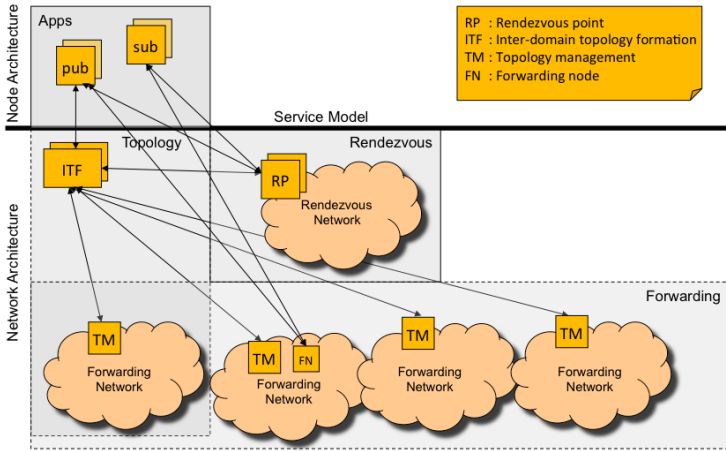 Node Architecture
Apps
pub
sub
RP : Rendezvous point
ITF : Inter-domain topology formation
TM : Topology management
FN : Forwarding node
Service Model
Network Architecture
Topology
ITF
Rendezvous
RP
Rendezvous
Network
Forwarding
TM
Forwarding
Network
TM
FN
Forwarding
Network
TM
Forwarding
Network
TM
Forwarding
Network